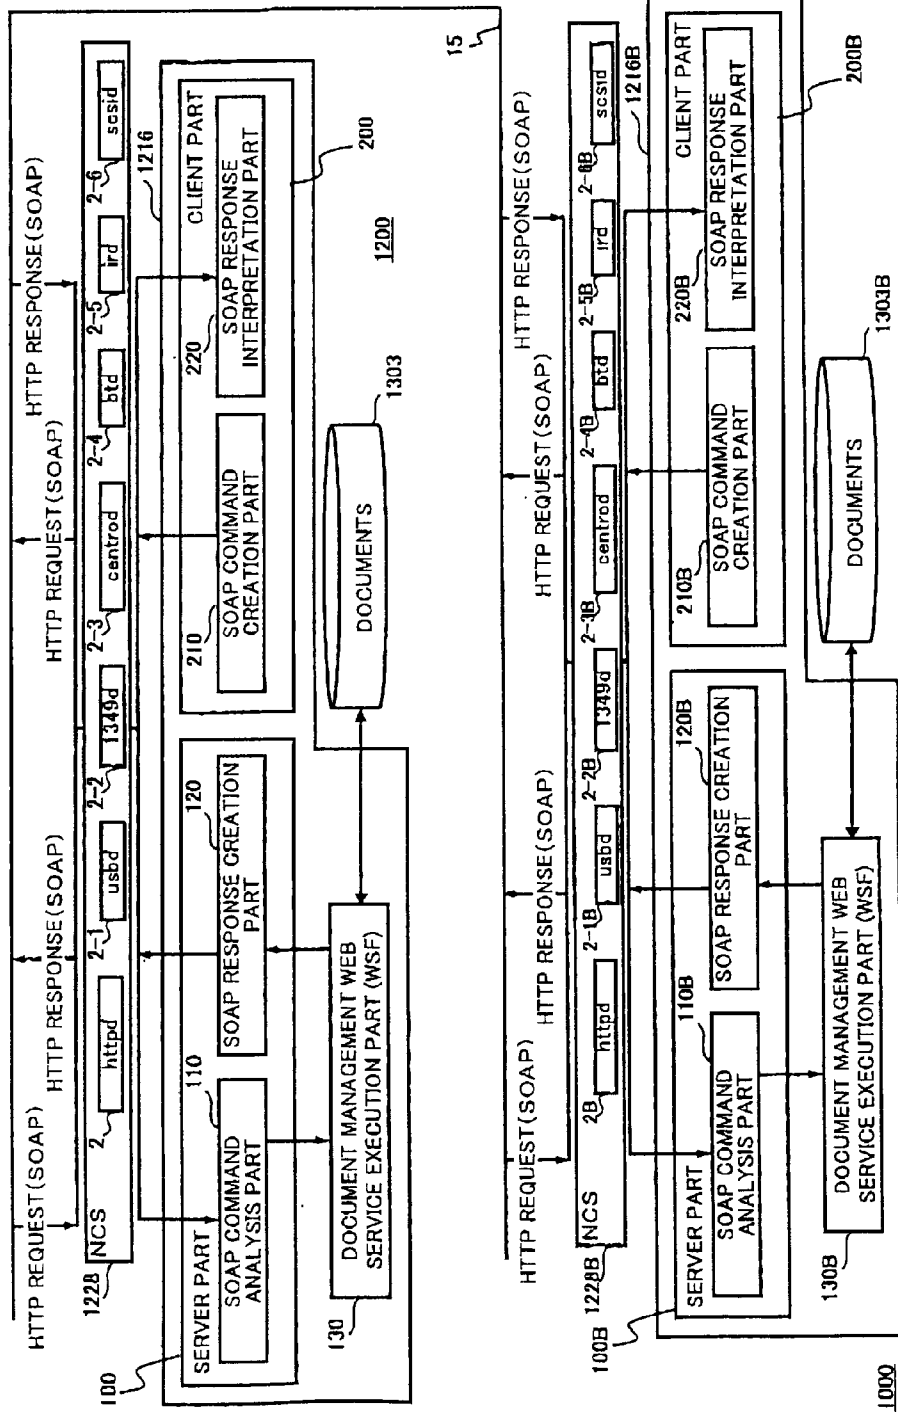 HTTP REQUEST(SOAP)
HTTP RESPONSE(SOAP)
HTTP REQUEST(SOAP)
HTTP RESPONSE(SOAP)
1228
NCS
2
httpd
2-1
usbd
2-2
1349d
2-3
centrod
2-4
btd
2-5
ird
2-6
scsid
1216
100
SERVER PART
110
SOAP COMMAND
ANALYSIS PART
120
SOAP RESPONSE CREATION
PART
CLIENT PART
200
210
SOAP COMMAND
CREATION PART
220
SOAP RESPONSE
INTERPRETATION PART
130
DOCUMENT MANAGEMENT WEB
SERVICE EXECUTION PART (WSF)
DOCUMENTS
1303
1200
15
HTTP REQUEST(SOAP)
HTTP RESPONSE(SOAP)
HTTP REQUEST(SOAP)
HTTP RESPONSE(SOAP)
1228B
NCS
2B
httpd
2-1B
usbd
2-2B
1349d
2-3B
centrod
2-4B
btd
2-5B
ird
2-6B
scsid
1216B
100B
SERVER PART
110B
SOAP COMMAND
ANALYSIS PART
120B
SOAP RESPONSE CREATION
PART
CLIENT PART
200B
210B
SOAP COMMAND
CREATION PART
220B
SOAP RESPONSE
INTERPRETATION PART
130B
DOCUMENT MANAGEMENT WEB
SERVICE EXECUTION PART (WSF)
DOCUMENTS
1303B
1000